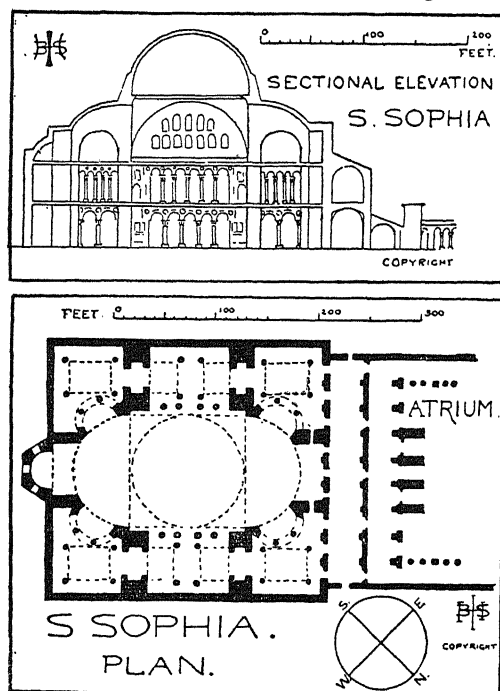 0 100 200
FEET.
SECTIONAL ELEVATION
S. SOPHIA
COPYRIGHT
FEET. 0 100 200 300
ATRIUM.
S. E.
W. N.
COPYRIGHT
S SOPHIA.
PLAN.